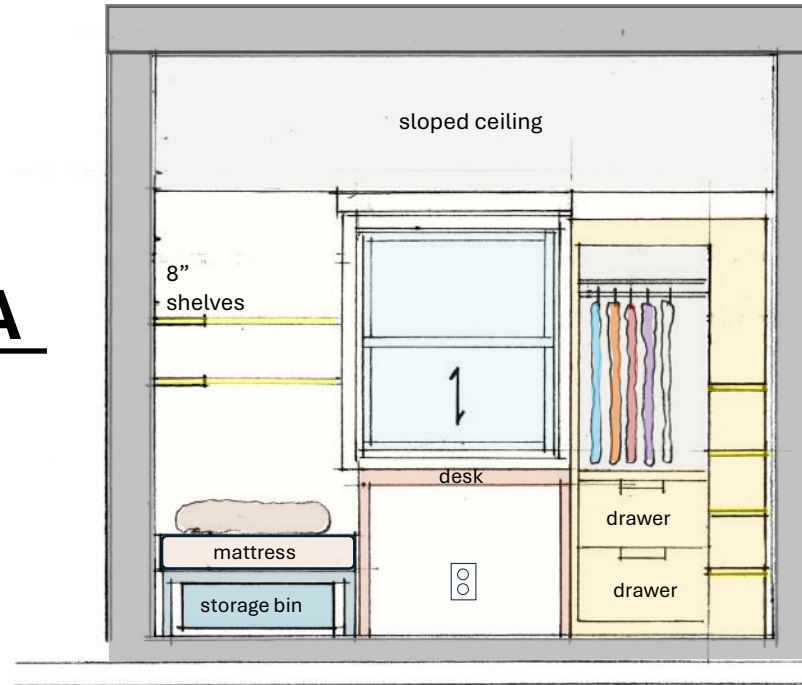 sloped ceiling
8”
shelves
A
desk
drawer
mattress
drawer
storage bin